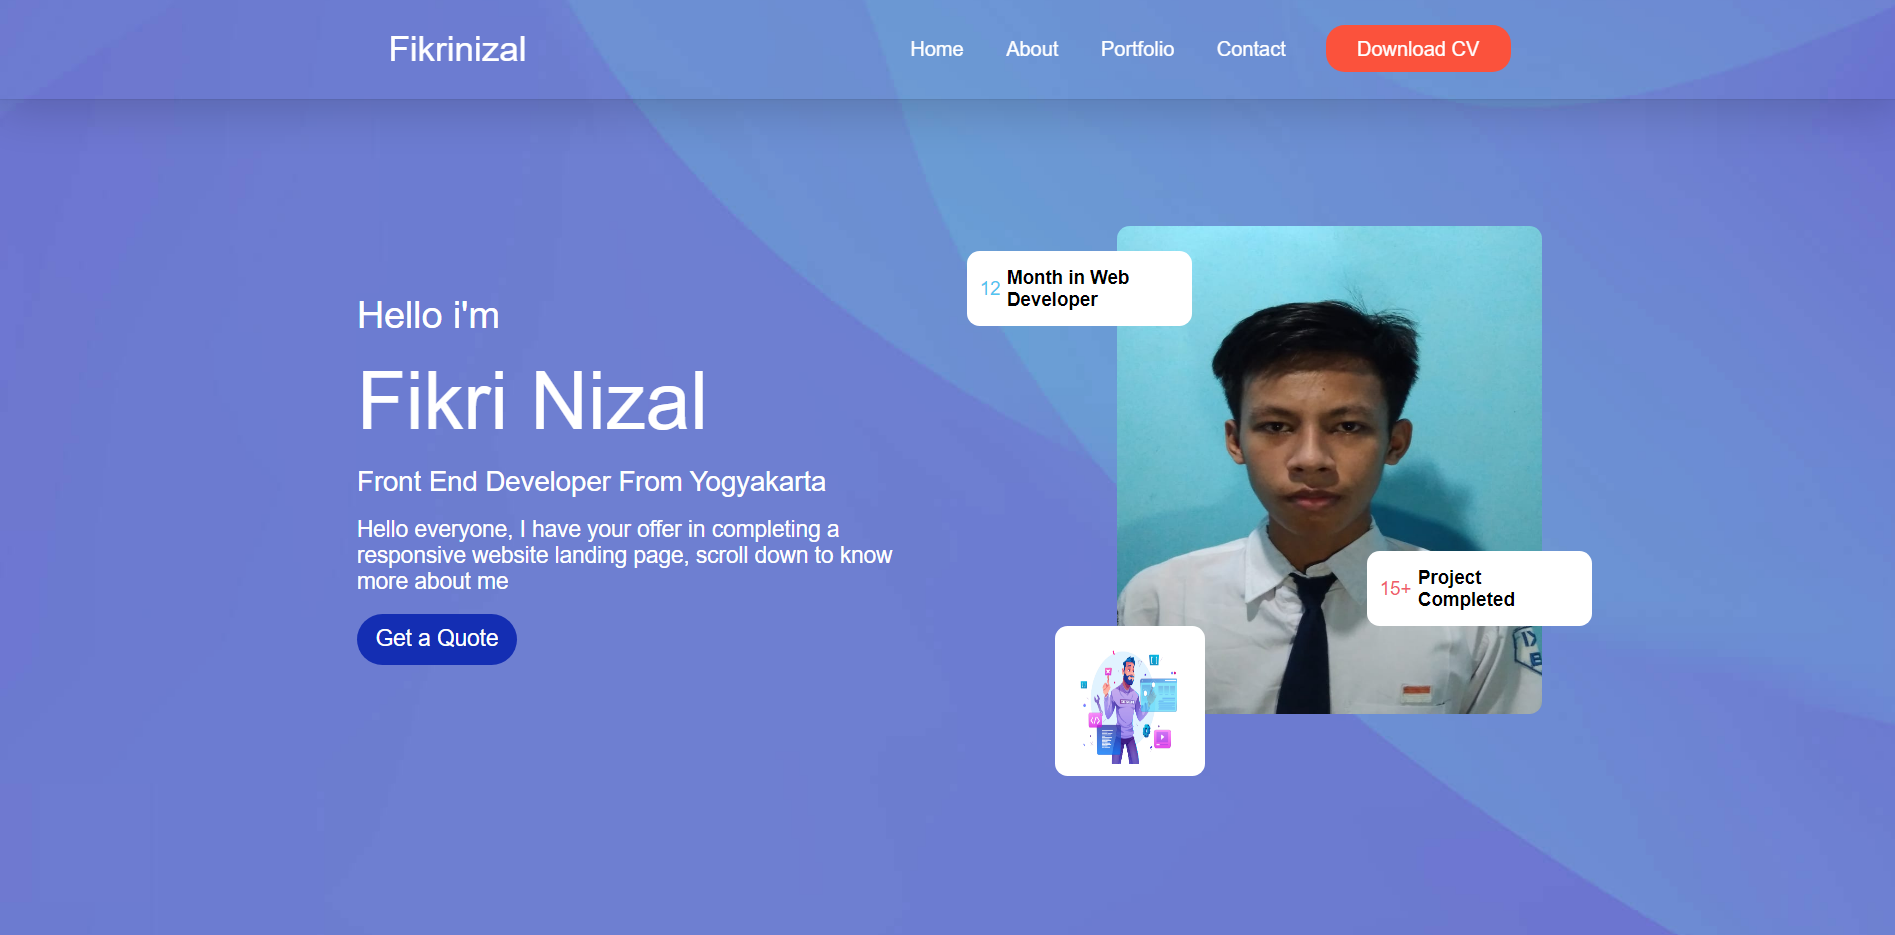 Fikrinizal
Home
About
Portfolio
Contact
Download CV
Hello i'm
Fikri Nizal
Front End Developer From Yogyakarta
Hello everyone, I have your offer in completing a
responsive website landing page, scroll down to know
more about me
Get a Quote
12
Month in Web
Developer
15+
Project
Completed